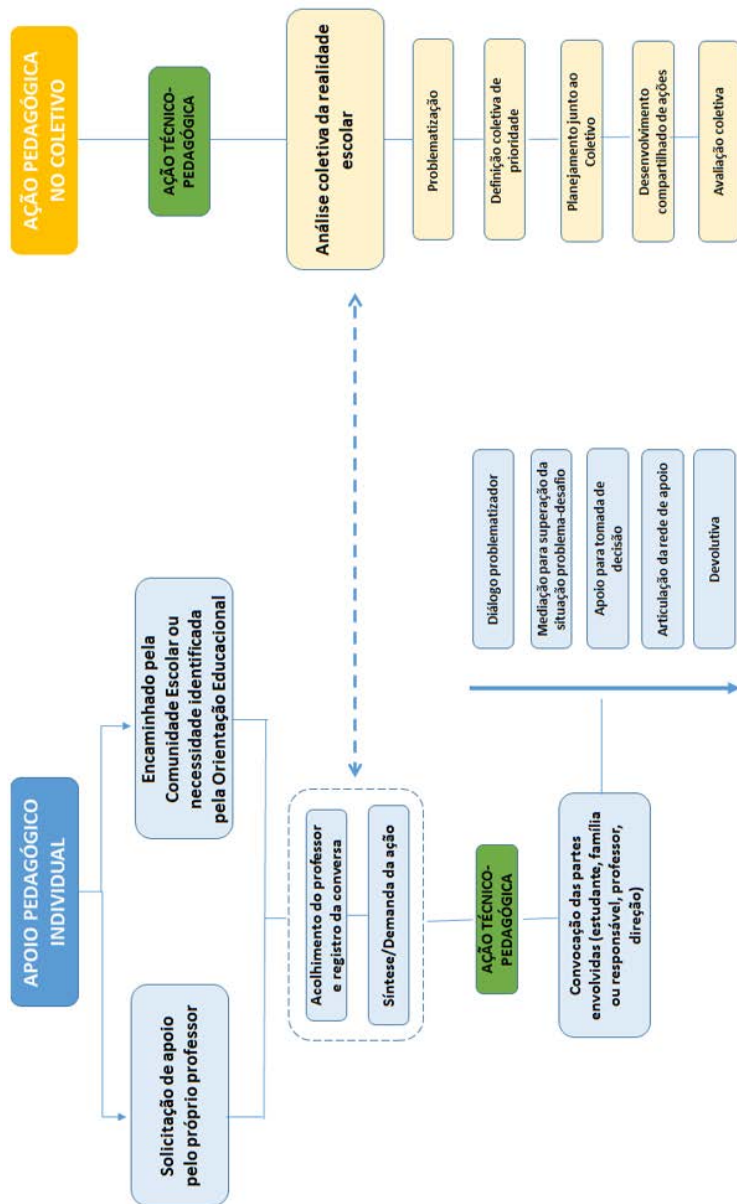 APOIO PEDAGÓGICO
INDIVIDUAL
Solicitação de apoio
pelo próprio professor
Encaminhado pela
Comunidade Escolar ou
necessidade identificada
pela Orientação Educacional
Acolhimento do professor
e registro da conversa
Síntese/Demanda da ação
AÇÃO TÉCNICO-
PEDAGÓGICA
Convocação das partes
envolvidas (estudante, família
ou responsável, professor,
direção)
Diálogo problematizador
Mediação para superação da
situação problema-desafio
Apoio para tomada de
decisão
Articulação da rede de apoio
Devolutiva
AÇÃO PEDAGÓGICA
NO COLETIVO
AÇÃO TÉCNICO-
PEDAGÓGICA
Análise coletiva da realidade
escolar
Problematização
Definição coletiva de
prioridade
Planejamento junto ao
Coletivo
Desenvolvimento
compartilhado de ações
Avaliação coletiva